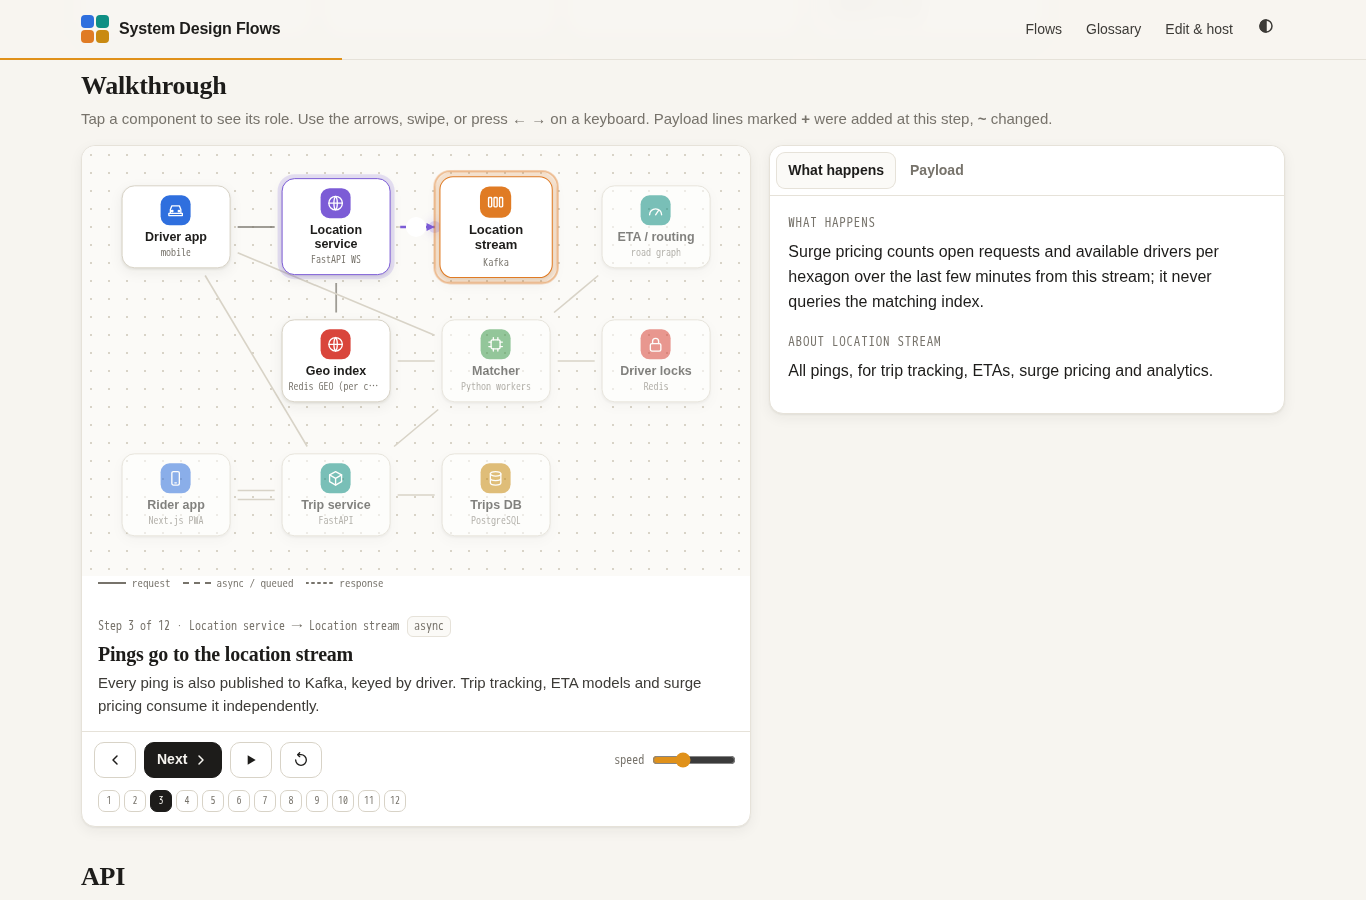 System Design Flows
Flows
Glossary
Edit & host
Walkthrough
Tap a component to see its role. Use the arrows, swipe, or press ← → on a keyboard. Payload lines marked + were added at this step, ~ changed.
Driver app
mobile
Location
service
FastAPI WS
Location
stream
Kafka
ETA / routing
road graph
Geo index
Redis GEO (per c···
Matcher
Python workers
Driver locks
Redis
Rider app
Next.js PWA
Trip service
FastAPI
Trips DB
PostgreSQL
request
async / queued
response
Step 3 of 12 · Location service → Location stream async
Pings go to the location stream
Every ping is also published to Kafka, keyed by driver. Trip tracking, ETA models and surge
pricing consume it independently.
Next
speed
1 2 3 4 5 6 7 8 9 10 11 12
What happens
Payload
WHAT HAPPENS
Surge pricing counts open requests and available drivers per
hexagon over the last few minutes from this stream; it never
queries the matching index.
ABOUT LOCATION STREAM
All pings, for trip tracking, ETAs, surge pricing and analytics.
API